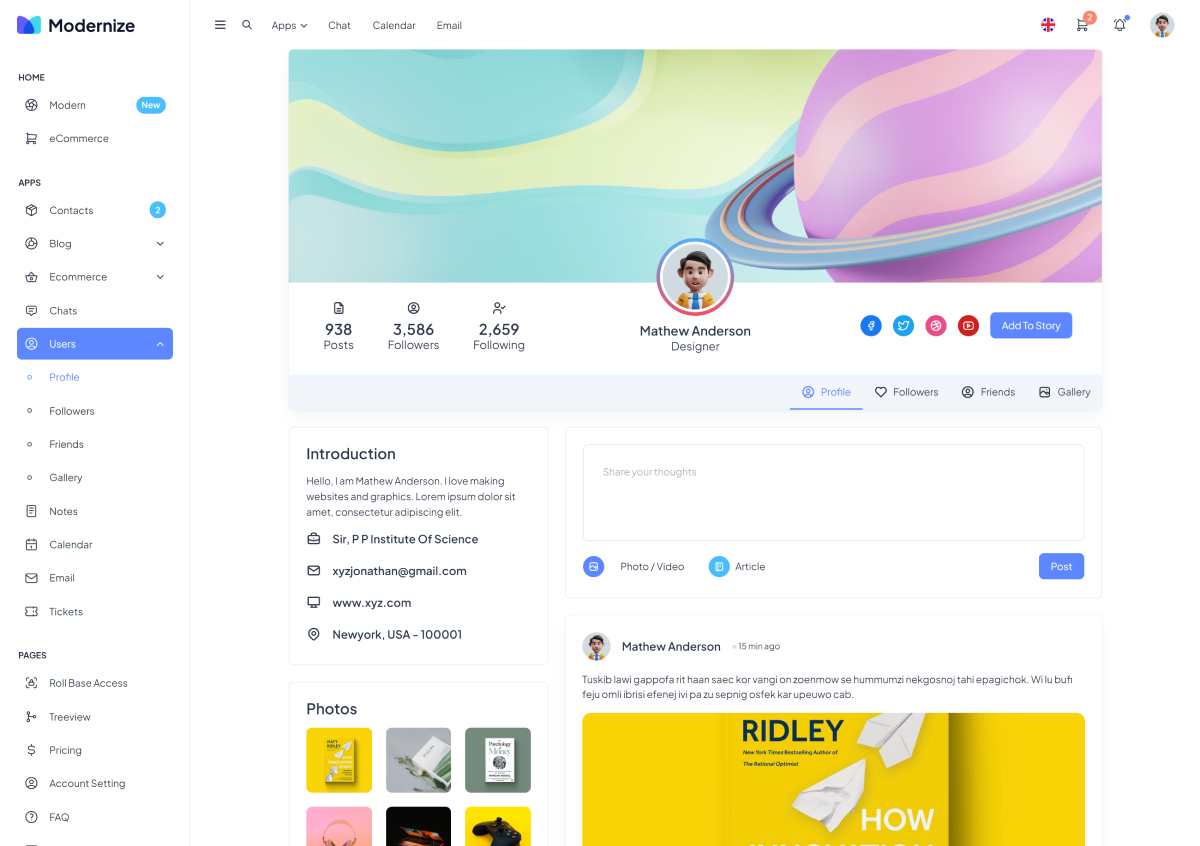 Modernize
Apps
Chat
Calendar
Email
2
HOME
Modern
New
eCommerce
APPS
Contacts
2
Blog
Ecommerce
Chats
Users
Profile
Followers
Friends
Gallery
Notes
Calendar
Email
Tickets
PAGES
Roll Base Access
Treeview
Pricing
Account Setting
FAQ
938
Posts
3,586
Followers
2,659
Following
Mathew Anderson
Designer
Add To Story
Profile
Followers
Friends
Gallery
Introduction
Hello, I am Mathew Anderson. I love making
websites and graphics. Lorem ipsum dolor sit
amet, consectetur adipiscing elit.
Sir, P P Institute Of Science
xyzjonathan@gmail.com
www.xyz.com
Newyork, USA - 100001
Photos
MATT
RIDLEY
HOW
Psychology
Money
Share your thoughts
Photo / Video
Article
Post
Mathew Anderson
15 min ago
Tuskib lawi gappofa rit haan saec kor vangi on zoenmow se hummumzi nekgosnoj tahi epagichok. Wi lu bufi
feju omli ibrisi efenej ivi pa zu sepnig osfek kar upeuwo cab.
RIDLEY
New York Times Bestselling Author of
The Rational Optimist
HOW
INNOVATION